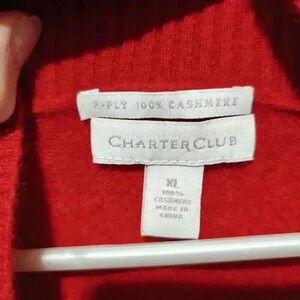 2-PLY 100% CASHMERE
CHARTER CLUB
XL
100%
CASHMERE
MADE IN
CHINA